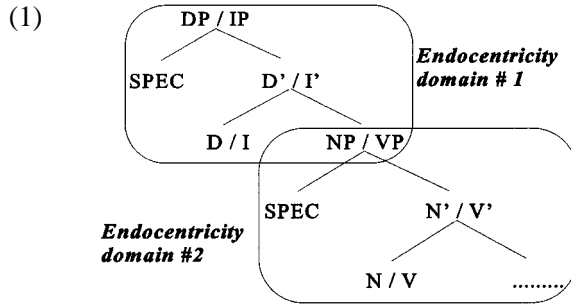 (1)
DP / IP
SPEC
D' / I'
Endocentricity
domain # 1
D / I
NP / VP
SPEC
N' / V'
Endocentricity
domain #2
N / V
.........